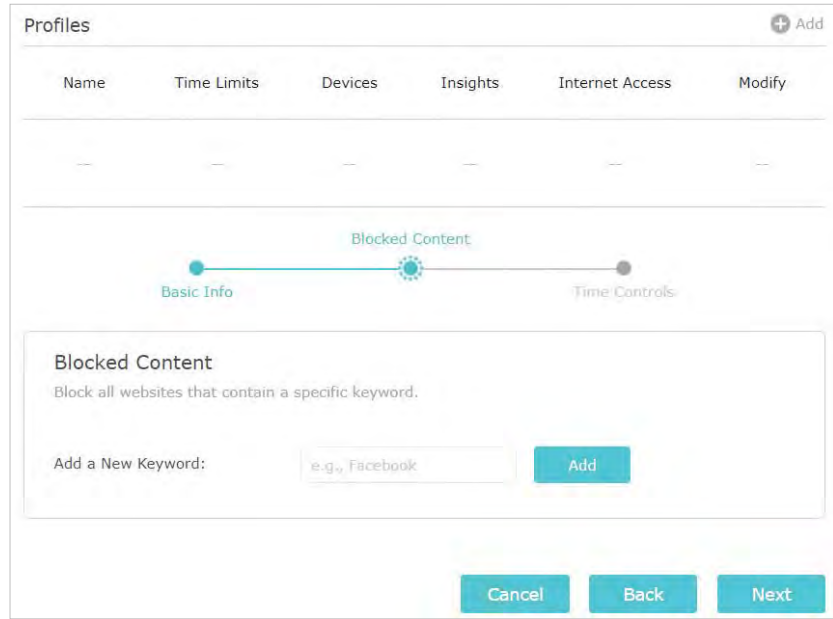 Profiles Add
Name Time Limits Devices Insights Internet Access Modify
-- -- -- -- -- --
Blocked Content
Basic Info Time Controls
Blocked Content
Block all websites that contain a specific keyword.
Add a New Keyword: e.g., Facebook Add
Cancel Back Next